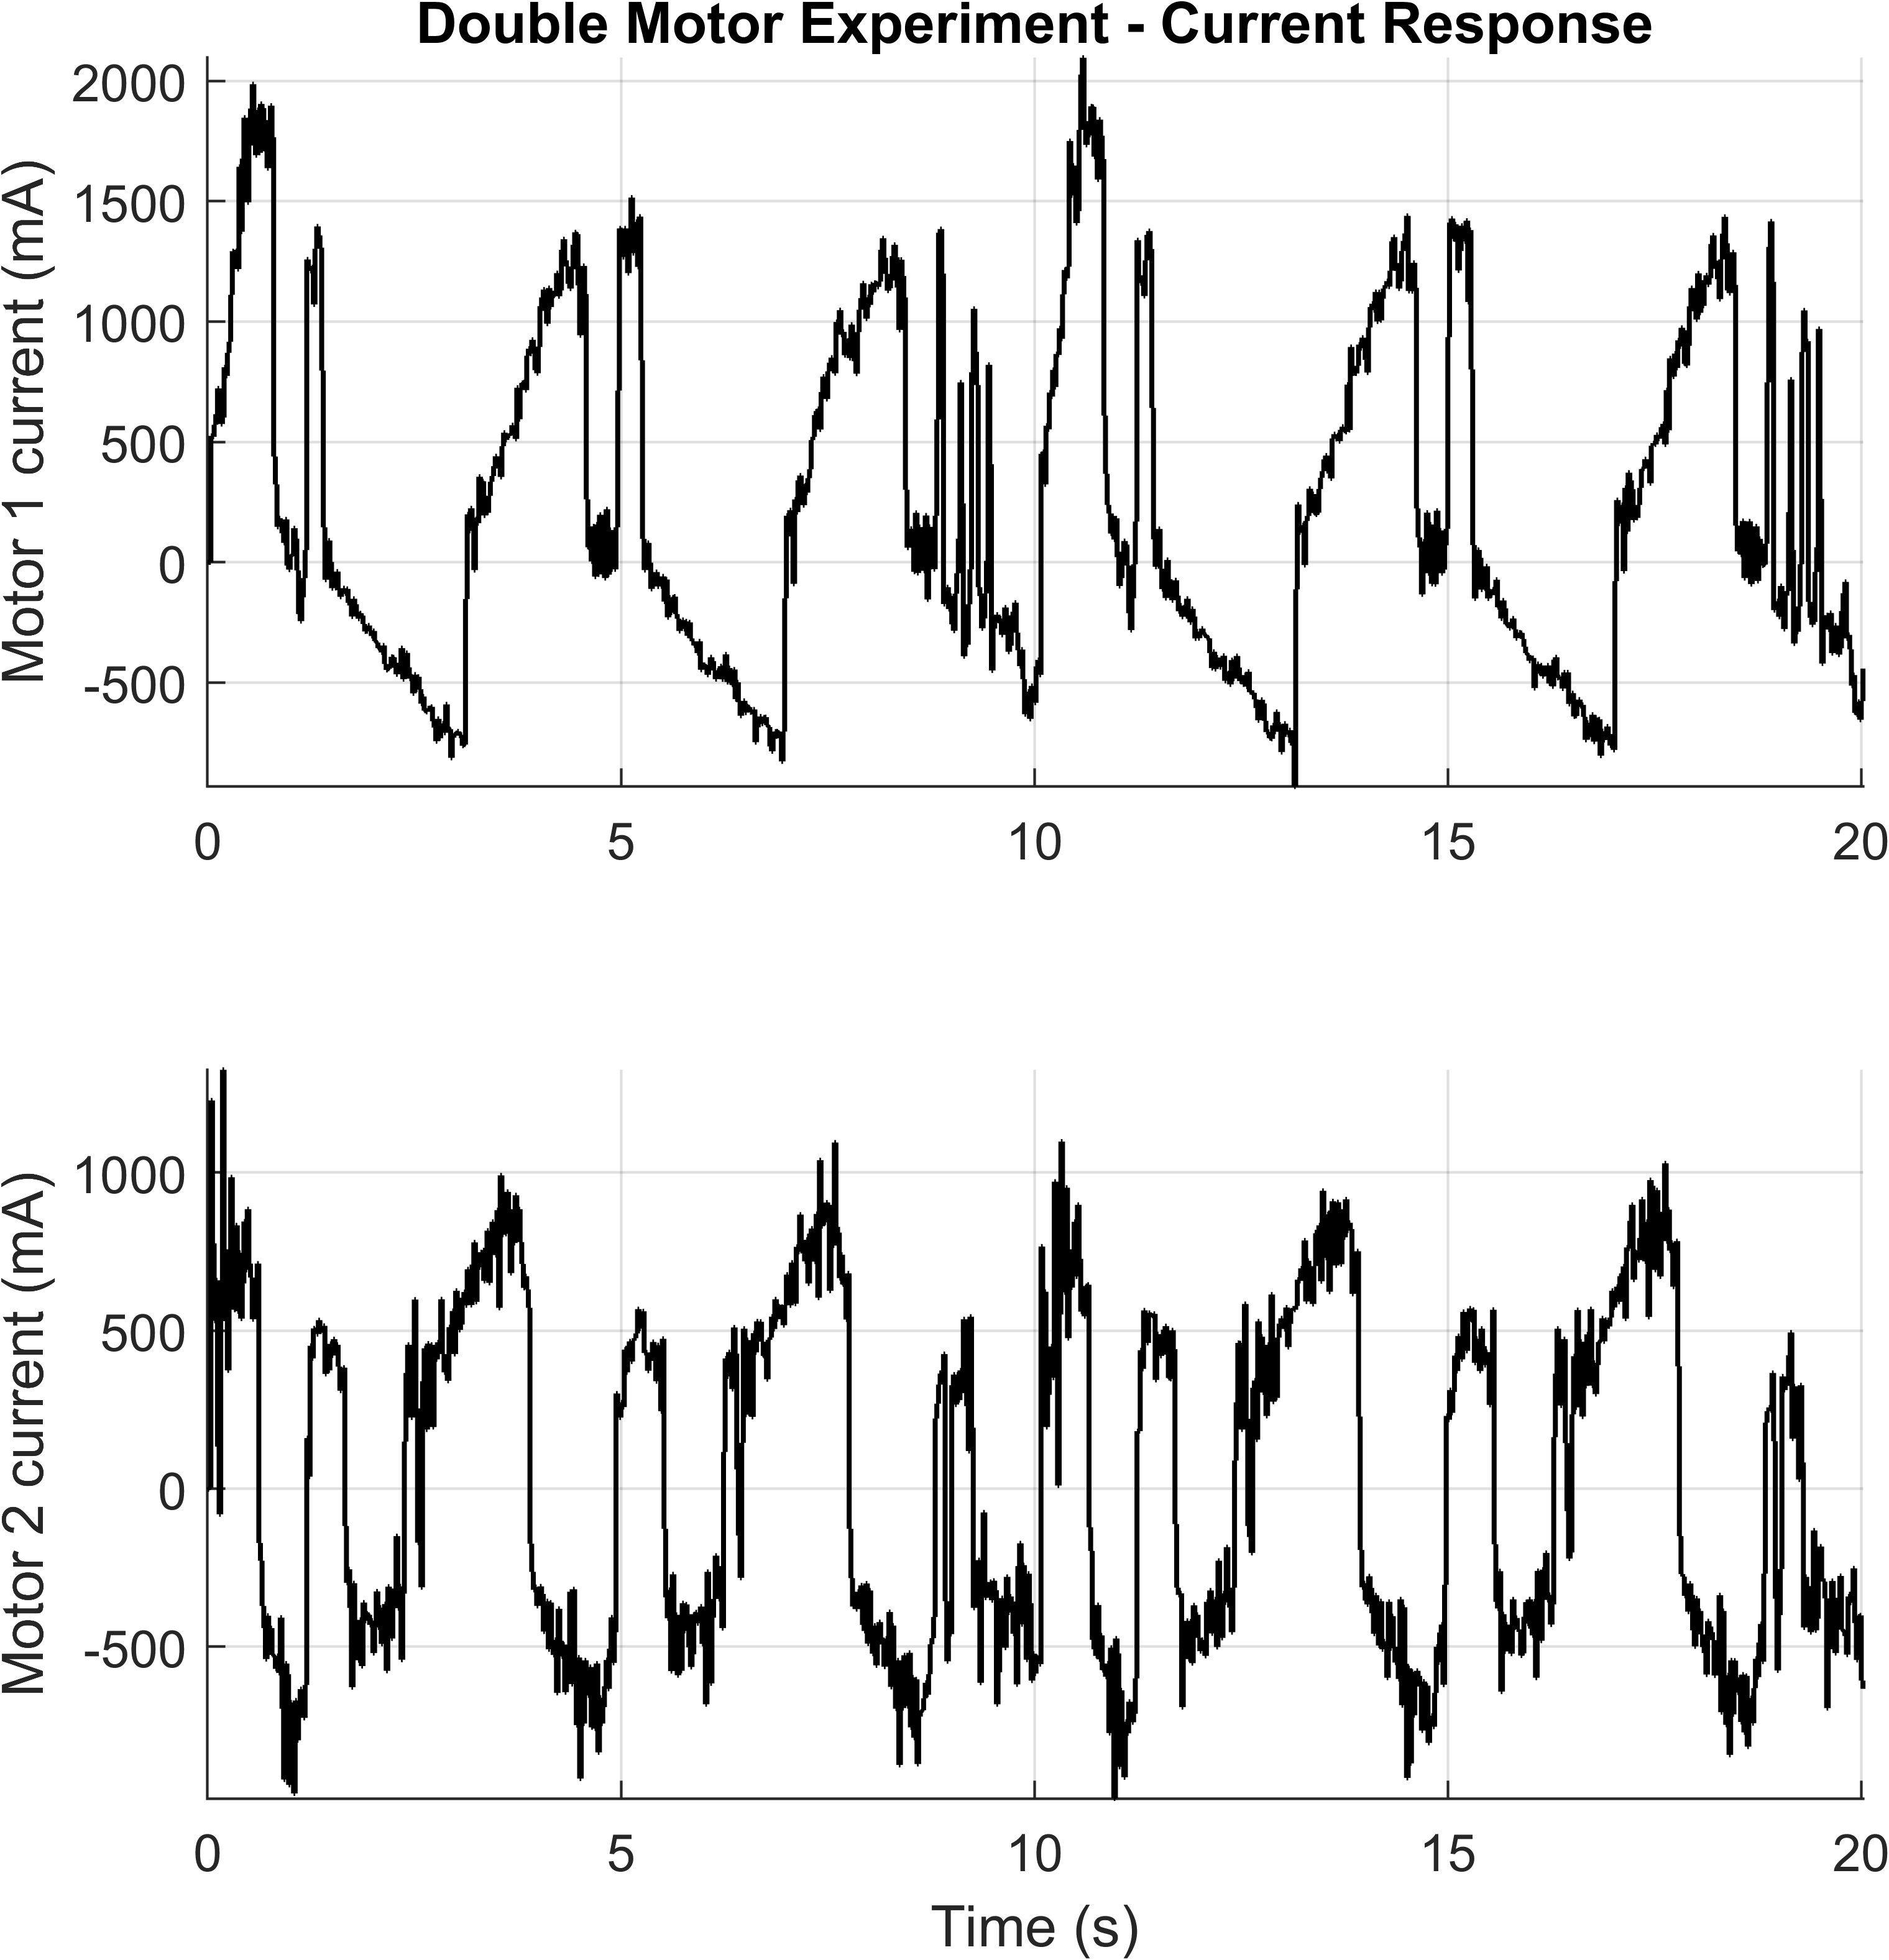 Double Motor Experiment - Current Response
Motor 1 current (mA)
2000
1500
1000
500
0
-500
0 5 10 15 20
Motor 2 current (mA)
1000
500
0
-500
0 5 10 15 20
Time (s)